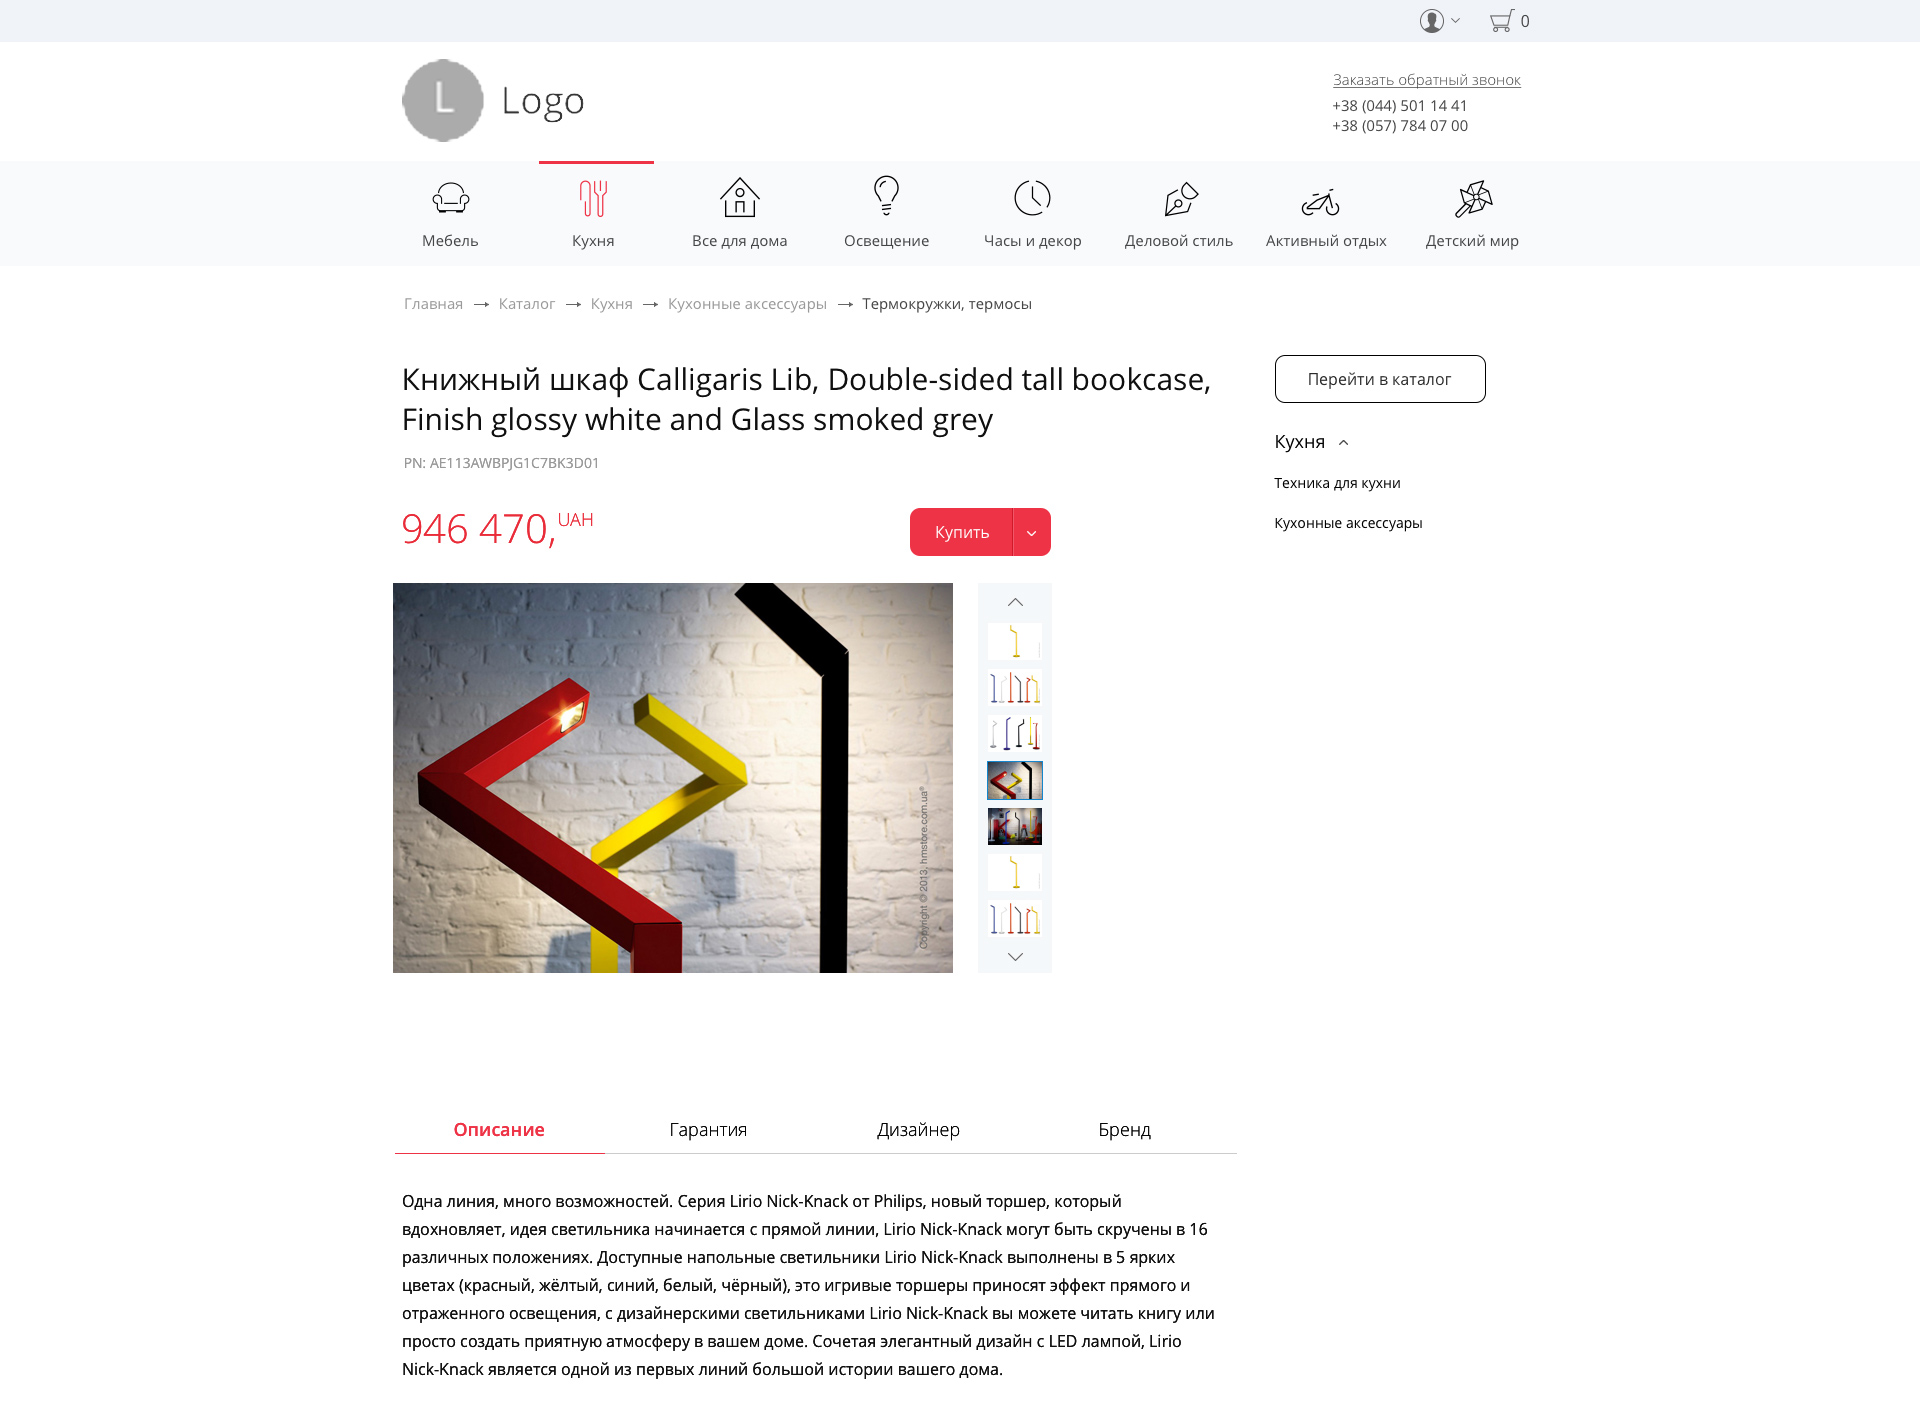 0
L
Logo
Заказать обратный звонок
+38 (044) 501 14 41
+38 (057) 784 07 00
Мебель
Кухня
Все для дома
Освещение
Часы и декор
Деловой стиль
Активный отдых
Детский мир
Главная → Каталог → Кухня → Кухонные аксессуары → Термокружки, термосы
Книжный шкаф Calligaris Lib, Double-sided tall bookcase,
Finish glossy white and Glass smoked grey
PN: AE113AWBPJG1C7BK3D01
946 470, UAH
Купить
Перейти в каталог
Кухня
Техника для кухни
Кухонные аксессуары
Copyright © 2013, hmstore.com.ua®
Описание
Гарантия
Дизайнер
Бренд
Одна линия, много возможностей. Серия Lirio Nick-Knack от Philips, новый торшер, который
вдохновляет, идея светильника начинается с прямой линии, Lirio Nick-Knack могут быть скручены в 16
различных положениях. Доступные напольные светильники Lirio Nick-Knack выполнены в 5 ярких
цветах (красный, жёлтый, синий, белый, чёрный), это игривые торшеры приносят эффект прямого и
отраженного освещения, с дизайнерскими светильниками Lirio Nick-Knack вы можете читать книгу или
просто создать приятную атмосферу в вашем доме. Сочетая элегантный дизайн с LED лампой, Lirio
Nick-Knack является одной из первых линий большой истории вашего дома.